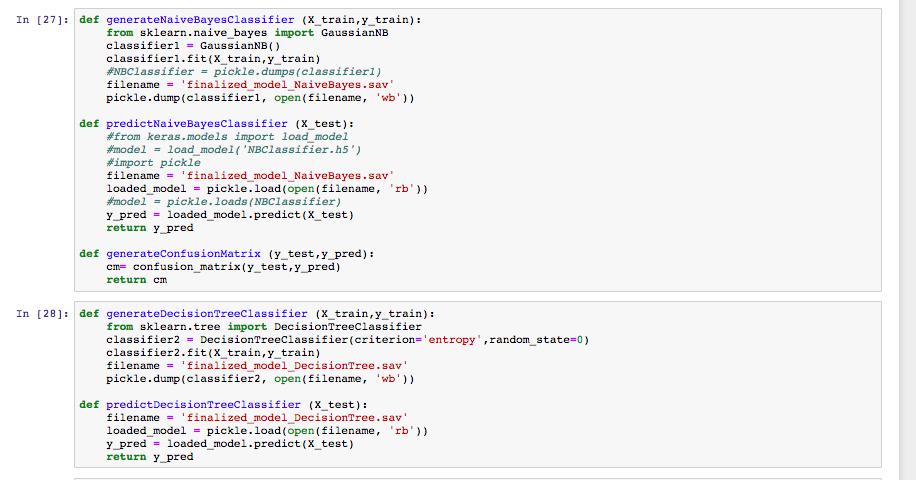 In [27]: def generateNaiveBayesClassifier (X_train,y_train):
    from sklearn.naive_bayes import GaussianNB
    classifier1 = GaussianNB()
    classifier1.fit(X_train,y_train)
    #NBClassifier = pickle.dumps(classifier1)
    filename = 'finalized_model_NaiveBayes.sav'
    pickle.dump(classifier1, open(filename, 'wb'))

def predictNaiveBayesClassifier (X_test):
    #from keras.models import load_model
    #model = load_model('NBClassifier.h5')
    #import pickle
    filename = 'finalized_model_NaiveBayes.sav'
    loaded_model = pickle.load(open(filename, 'rb'))
    #model = pickle.loads(NBClassifier)
    y_pred = loaded_model.predict(X_test)
    return y_pred

def generateConfusionMatrix (y_test,y_pred):
    cm= confusion_matrix(y_test,y_pred)
    return cm

In [28]: def generateDecisionTreeClassifier (X_train,y_train):
    from sklearn.tree import DecisionTreeClassifier
    classifier2 = DecisionTreeClassifier(criterion='entropy',random_state=0)
    classifier2.fit(X_train,y_train)
    filename = 'finalized_model_DecisionTree.sav'
    pickle.dump(classifier2, open(filename, 'wb'))

def predictDecisionTreeClassifier (X_test):
    filename = 'finalized_model_DecisionTree.sav'
    loaded_model = pickle.load(open(filename, 'rb'))
    y_pred = loaded_model.predict(X_test)
    return y_pred